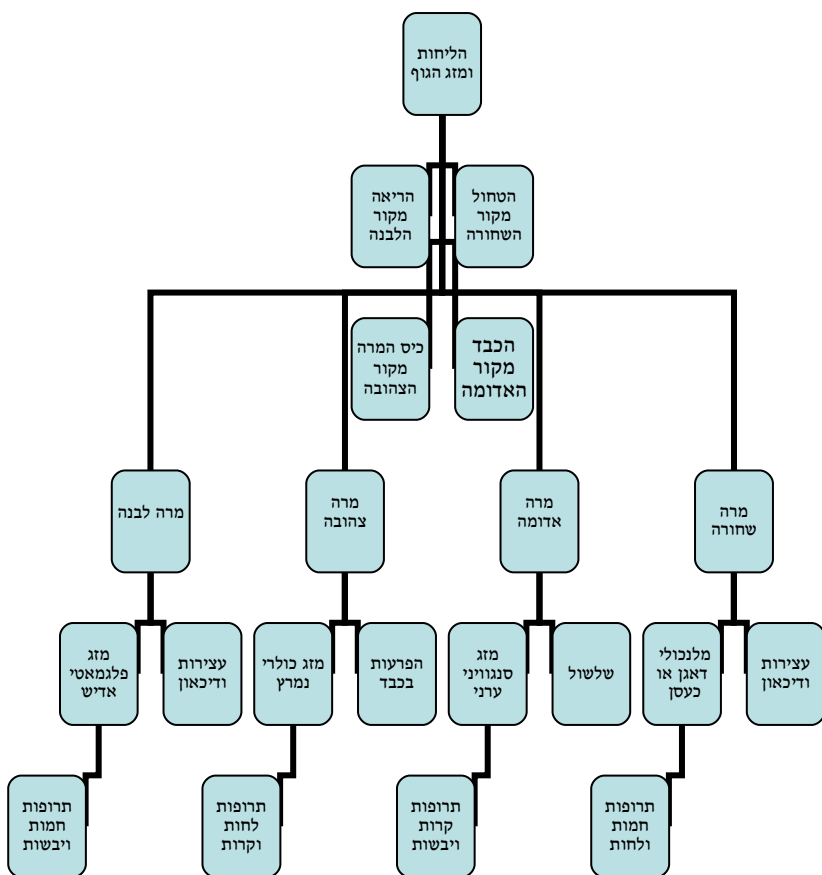 הליחות
ומזג הגוף
הטחול
מקור
השחורה
הריאה
מקור
הלבנה
הכבד
מקור
האדומה
כיס המרה
מקור
הצהובה
מרה
שחורה
מרה
אדומה
מרה
צהובה
מרה לבנה
עצירות
ודיכאון
מלנכולי
דאגן או
כעסן
שלשול
מזג
סנגוויני
ערני
הפרעות
בכבד
מזג כולרי
נמרץ
עצירות
ודיכאון
מזג
פלגמאטי
אדיש
תרופות
חמות
ולחות
תרופות
קרות
ויבשות
תרופות
לחות
וקרות
תרופות
חמות
ויבשות